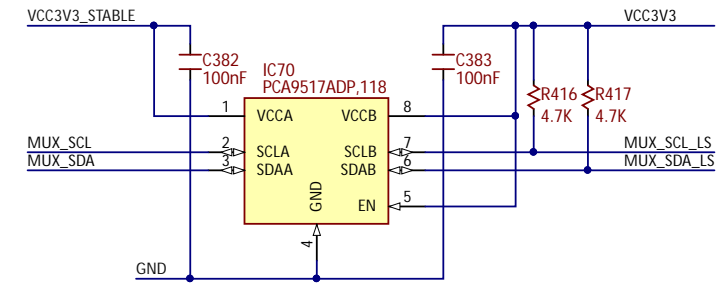 VCC3V3_STABLE
VCC3V3
C382
100nF
C383
100nF
IC70
PCA9517ADP,118
R416
4.7K
R417
4.7K
1
VCCA
VCCB
8
MUX_SCL
2
SCLA
SCLB
7
MUX_SCL_LS
MUX_SDA
3
SDAA
SDAB
6
MUX_SDA_LS
GND
EN
5
4
GND